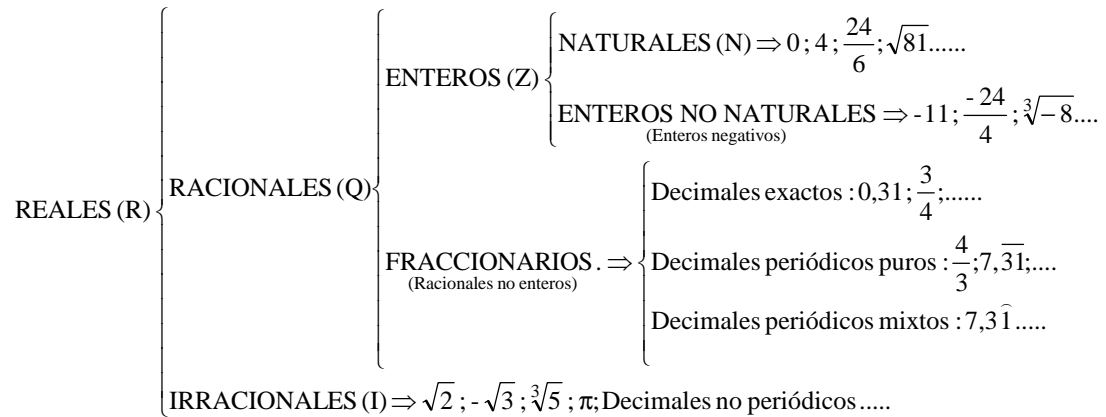 NATURALES (N) ⇒ 0 ; 4 ; 24/6 ; √81......
ENTEROS (Z)
ENTEROS NO NATURALES ⇒ - 11 ; - 24/4 ; ∛– 8....
(Enteros negativos)
RACIONALES (Q)
REALES (R)
Decimales exactos : 0,31 ; 3/4 ;......
FRACCIONARIOS . ⇒
(Racionales no enteros)
Decimales periódicos puros : 4/3 ; 7,3̅1̅ ;....
Decimales periódicos mixtos : 7,31̑ .....
IRRACIONALES (I) ⇒ √2 ; - √3 ; ∛5 ; π; Decimales no periódicos .....